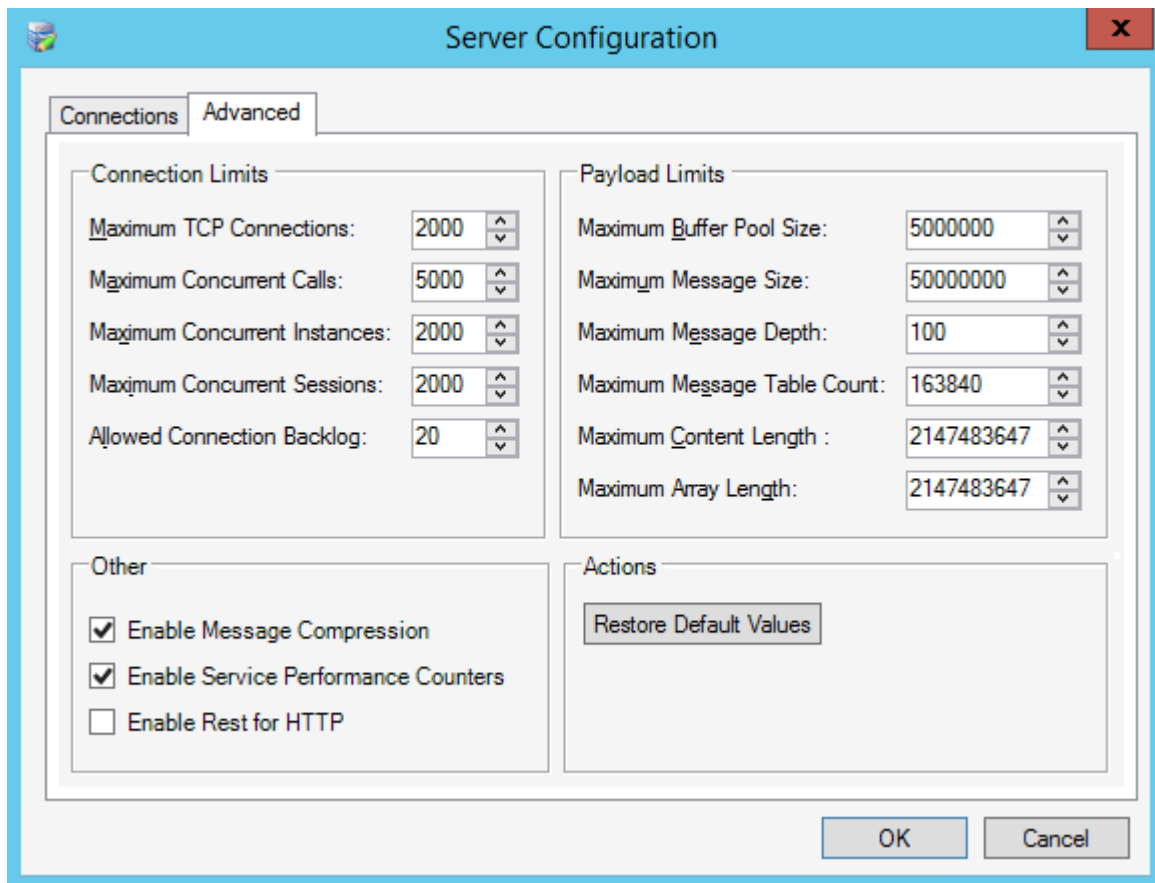 Server Configuration
x
Connections
Advanced
Connection Limits
Maximum TCP Connections: 2000
Maximum Concurrent Calls: 5000
Maximum Concurrent Instances: 2000
Maximum Concurrent Sessions: 2000
Allowed Connection Backlog: 20
Payload Limits
Maximum Buffer Pool Size: 5000000
Maximum Message Size: 50000000
Maximum Message Depth: 100
Maximum Message Table Count: 163840
Maximum Content Length : 2147483647
Maximum Array Length: 2147483647
Other
Enable Message Compression
Enable Service Performance Counters
Enable Rest for HTTP
Actions
Restore Default Values
OK
Cancel